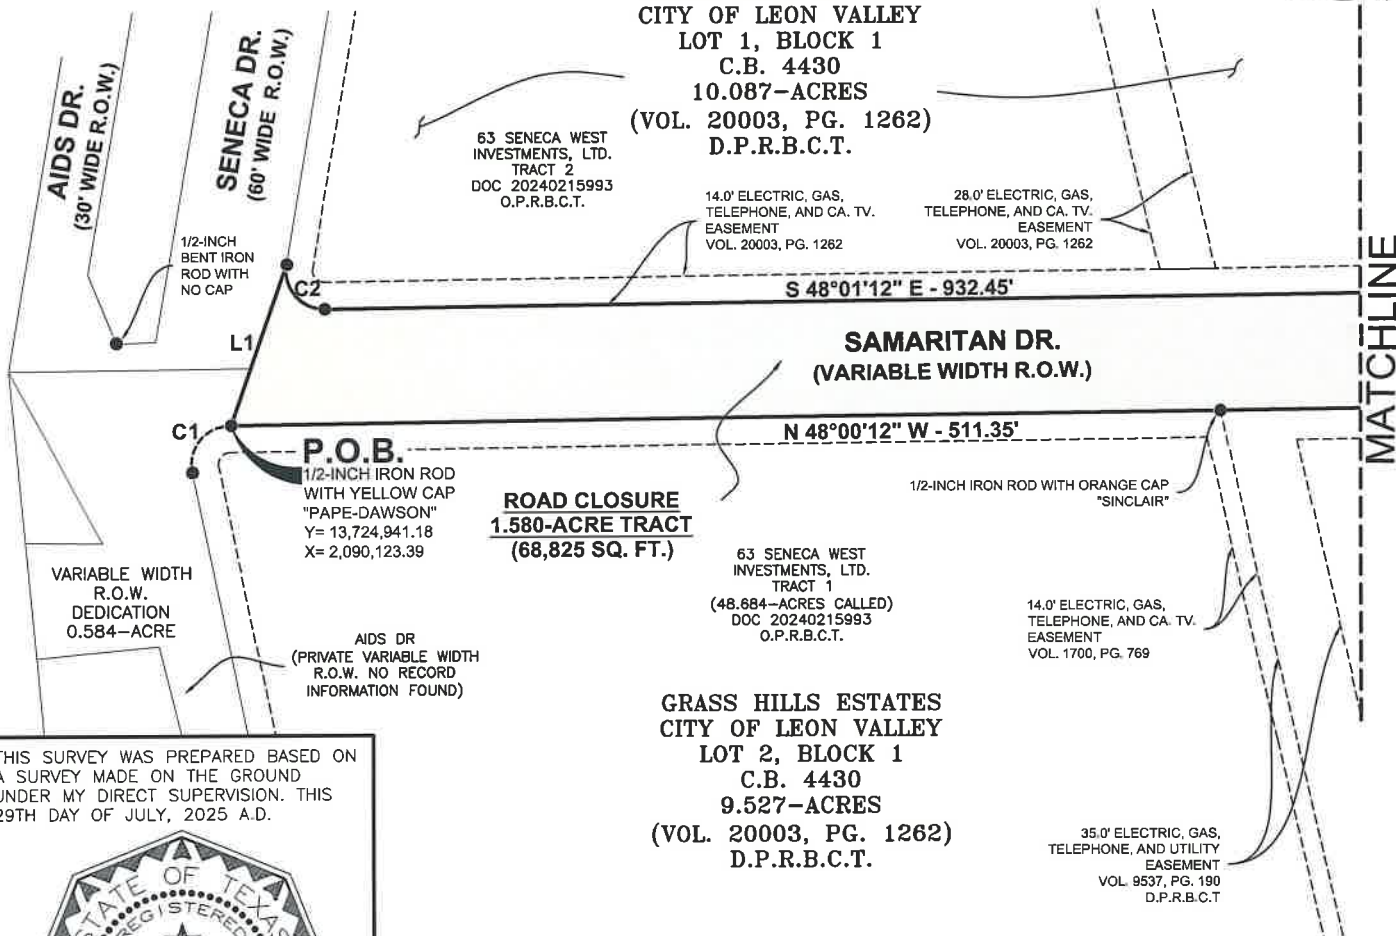 CITY OF LEON VALLEY
LOT 1, BLOCK 1
C.B. 4430
10.087-ACRES
(VOL. 20003, PG. 1262)
D.P.R.B.C.T.
AIDS DR.
(30' WIDE R.O.W.)
SENECA DR.
(60' WIDE R.O.W.)
63 SENECA WEST
INVESTMENTS, LTD.
TRACT 2
DOC 20240215993
O.P.R.B.C.T.
14.0' ELECTRIC, GAS,
TELEPHONE, AND CA. TV.
EASEMENT
VOL. 20003, PG. 1262
28.0' ELECTRIC, GAS,
TELEPHONE, AND CA. TV.
EASEMENT
VOL. 20003, PG. 1262
1/2-INCH
BENT IRON
ROD WITH
NO CAP
C2
S 48°01'12" E - 932.45'
L1
SAMARITAN DR.
(VARIABLE WIDTH R.O.W.)
MATCHLINE
C1
N 48°00'12" W - 511.35'
P.O.B.
1/2-INCH IRON ROD
WITH YELLOW CAP
"PAPE-DAWSON"
Y= 13,724,941.18
X= 2,090,123.39
ROAD CLOSURE
1.580-ACRE TRACT
(68,825 SQ. FT.)
1/2-INCH IRON ROD WITH ORANGE CAP
"SINCLAIR"
63 SENECA WEST
INVESTMENTS, LTD.
TRACT 1
(48.684-ACRES CALLED)
DOC 20240215993
O.P.R.B.C.T.
VARIABLE WIDTH
R.O.W.
DEDICATION
0.584-ACRE
14.0' ELECTRIC, GAS,
TELEPHONE, AND CA. TV.
EASEMENT
VOL. 1700, PG. 769
AIDS DR
(PRIVATE VARIABLE WIDTH
R.O.W. NO RECORD
INFORMATION FOUND)
GRASS HILLS ESTATES
CITY OF LEON VALLEY
LOT 2, BLOCK 1
C.B. 4430
9.527-ACRES
(VOL. 20003, PG. 1262)
D.P.R.B.C.T.
35.0' ELECTRIC, GAS,
TELEPHONE, AND UTILITY
EASEMENT
VOL. 9537, PG. 190
D.P.R.B.C.T
THIS SURVEY WAS PREPARED BASED ON
A SURVEY MADE ON THE GROUND
UNDER MY DIRECT SUPERVISION. THIS
29TH DAY OF JULY, 2025 A.D.
STATE OF TEXAS
REGISTERED